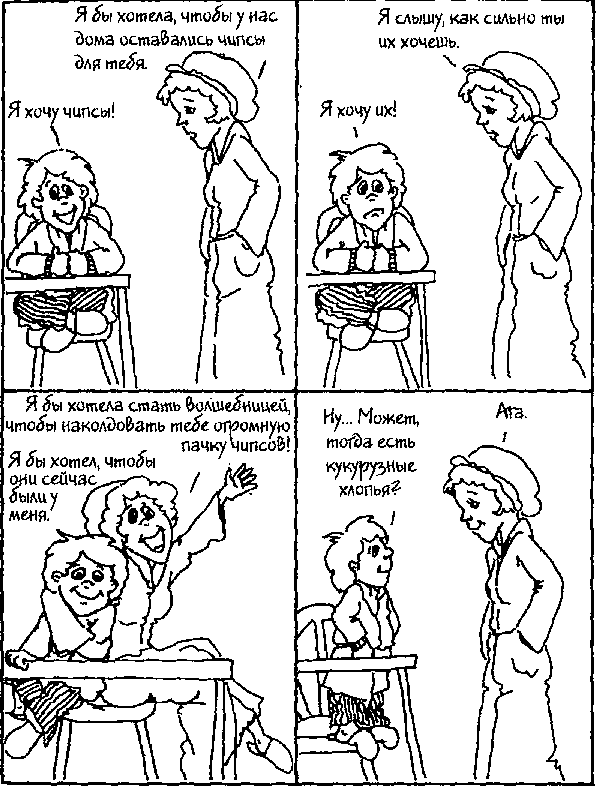 Я бы хотела, чтобы у нас
дома оставались чипсы
для тебя.
Я хочу чипсы!
Я слышу, как сильно ты
их хочешь.
Я хочу их!
Я бы хотела стать волшебницей,
чтобы наколдовать тебе огромную
пачку чипсов!
Я бы хотел, чтобы
они сейчас
были у
меня.
Ну... Может,
тогда есть
кукурузные
хлопья?
Ага.